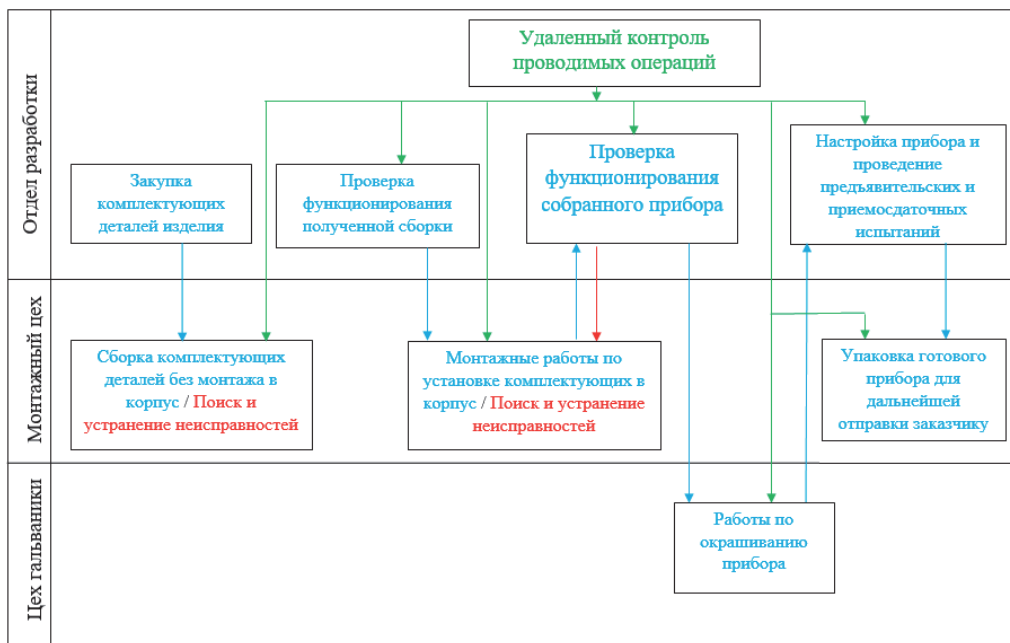 Отдел разработки
Удаленный контроль
проводимых операций
Закупка
комплектующих
деталей изделия
Проверка
функционирования
полученной сборки
Проверка
функционирования
собранного прибора
Настройка прибора и
проведение
предъявительских и
приемосдаточных
испытаний
Монтажный цех
Сборка комплектующих
деталей без монтажа в
корпус / Поиск и
устранение неисправностей
Монтажные работы по
установке комплектующих в
корпус / Поиск и устранение
неисправностей
Упаковка готового
прибора для
дальнейшей
отправки заказчику
Цех гальваники
Работы по
окрашиванию
прибора